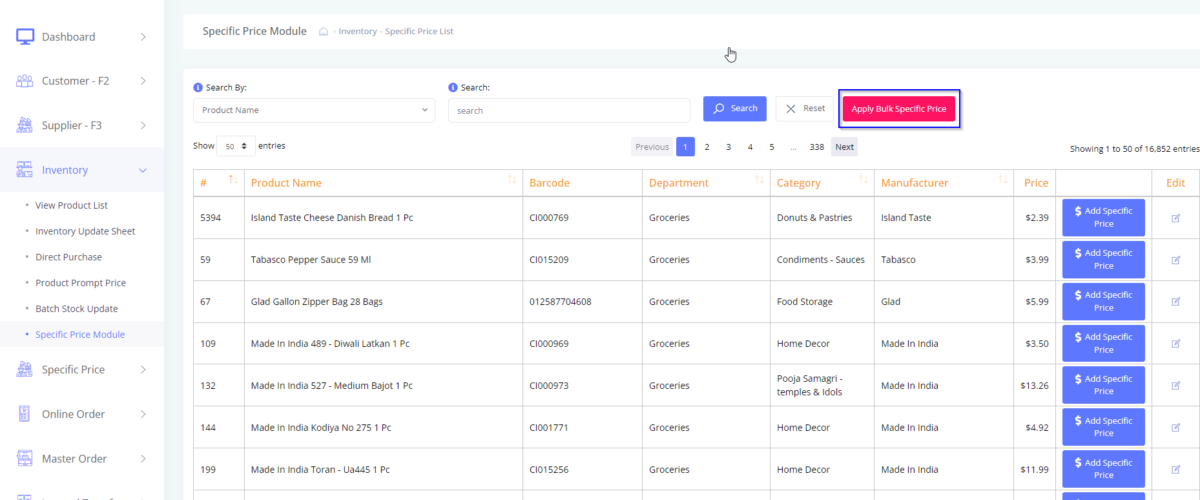 Specific Price Module - Inventory - Specific Price List
Dashboard
Customer - F2
Supplier - F3
Inventory
View Product List
Inventory Update Sheet
Direct Purchase
Product Prompt Price
Batch Stock Update
Specific Price Module
Specific Price
Online Order
Master Order
Search By: Search:
Product Name search Search Reset Apply Bulk Specific Price
Show 50 entries Previous 1 2 3 4 5 ... 338 Next Showing 1 to 50 of 16,852 entries
# Product Name Barcode Department Category Manufacturer Price Edit
5394 Island Taste Cheese Danish Bread 1 Pc CI000769 Groceries Donuts & Pastries Island Taste $2.39 $ Add Specific
Price
59 Tabasco Pepper Sauce 59 Ml CI015209 Groceries Condiments - Sauces Tabasco $3.99 $ Add Specific
Price
67 Glad Gallon Zipper Bag 28 Bags 012587704608 Groceries Food Storage Glad $5.99 $ Add Specific
Price
109 Made In India 489 - Diwali Latkan 1 Pc CI000969 Groceries Home Decor Made In India $3.50 $ Add Specific
Price
132 Made In India 527 - Medium Bajot 1 Pc CI000973 Groceries Pooja Samagri - Made In India $13.26 $ Add Specific
temples & Idols Price
144 Made In India Kodiya No 275 1 Pc CI001771 Groceries Home Decor Made In India $4.92 $ Add Specific
Price
199 Made In India Toran - Ua445 1 Pc CI015256 Groceries Home Decor Made In India $11.99 $ Add Specific
Price